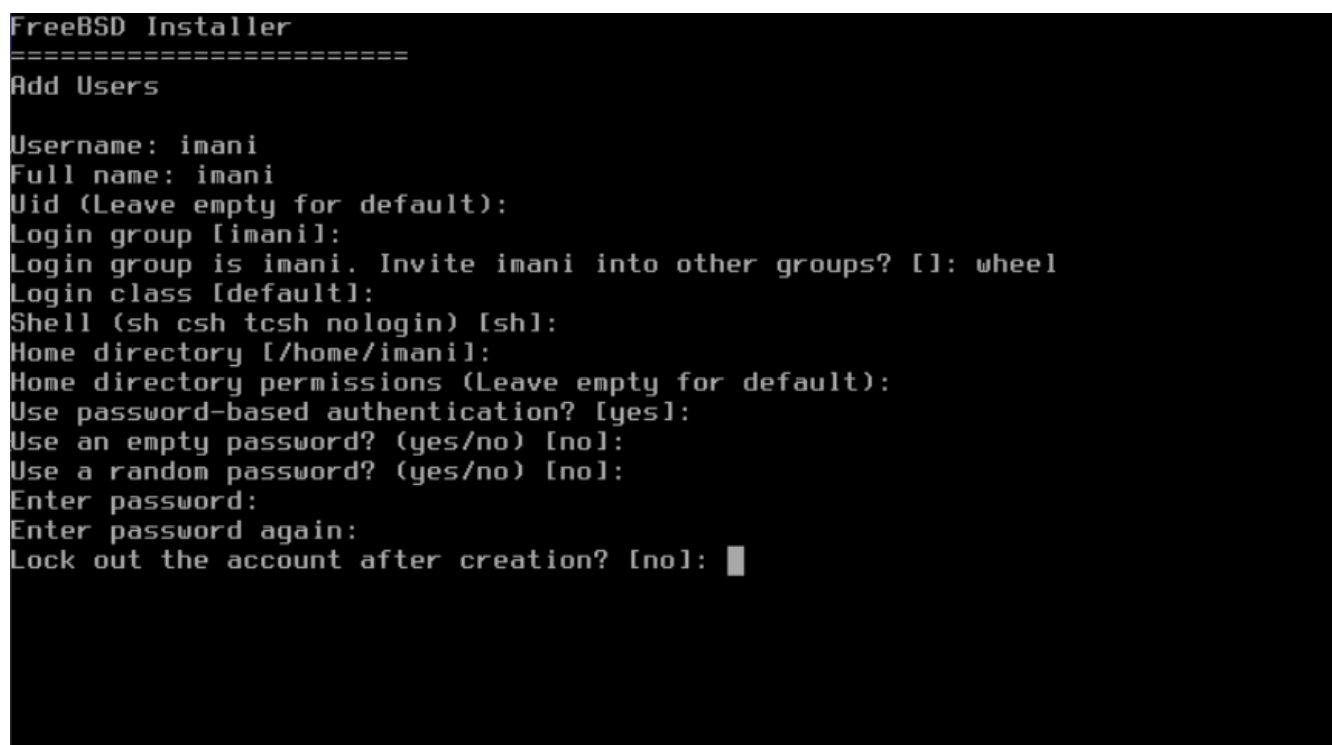 FreeBSD Installer
========================
Add Users
Username: imani
Full name: imani
Uid (Leave empty for default):
Login group [imani]:
Login group is imani. Invite imani into other groups? []: wheel
Login class [default]:
Shell (sh csh tcsh nologin) [sh]:
Home directory [/home/imani]:
Home directory permissions (Leave empty for default):
Use password-based authentication? [yes]:
Use an empty password? (yes/no) [no]:
Use a random password? (yes/no) [no]:
Enter password:
Enter password again:
Lock out the account after creation? [no]: